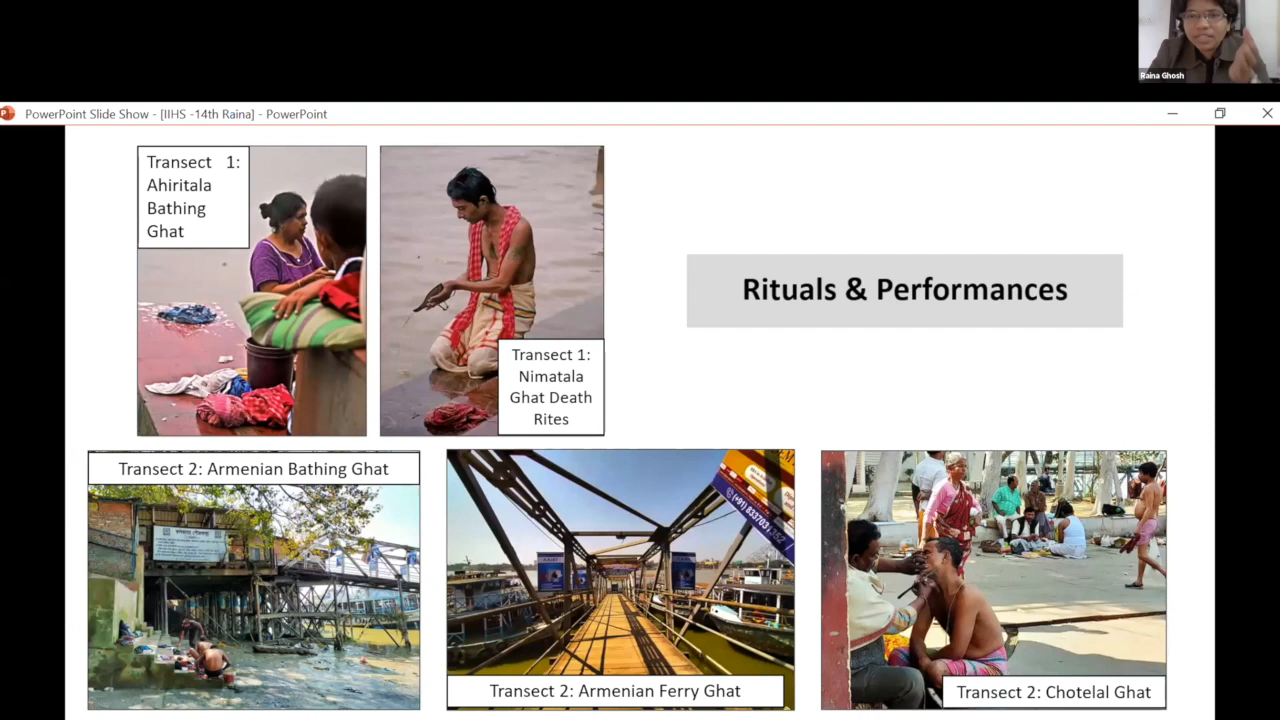 Raina Ghosh
PowerPoint Slide Show - [IIHS -14th Raina] - PowerPoint
Transect 1:
Ahiritala
Bathing
Ghat
Transect 1:
Nimatala
Ghat Death
Rites
Rituals & Performances
Transect 2: Armenian Bathing Ghat
Transect 2: Armenian Ferry Ghat
Transect 2: Chotelal Ghat